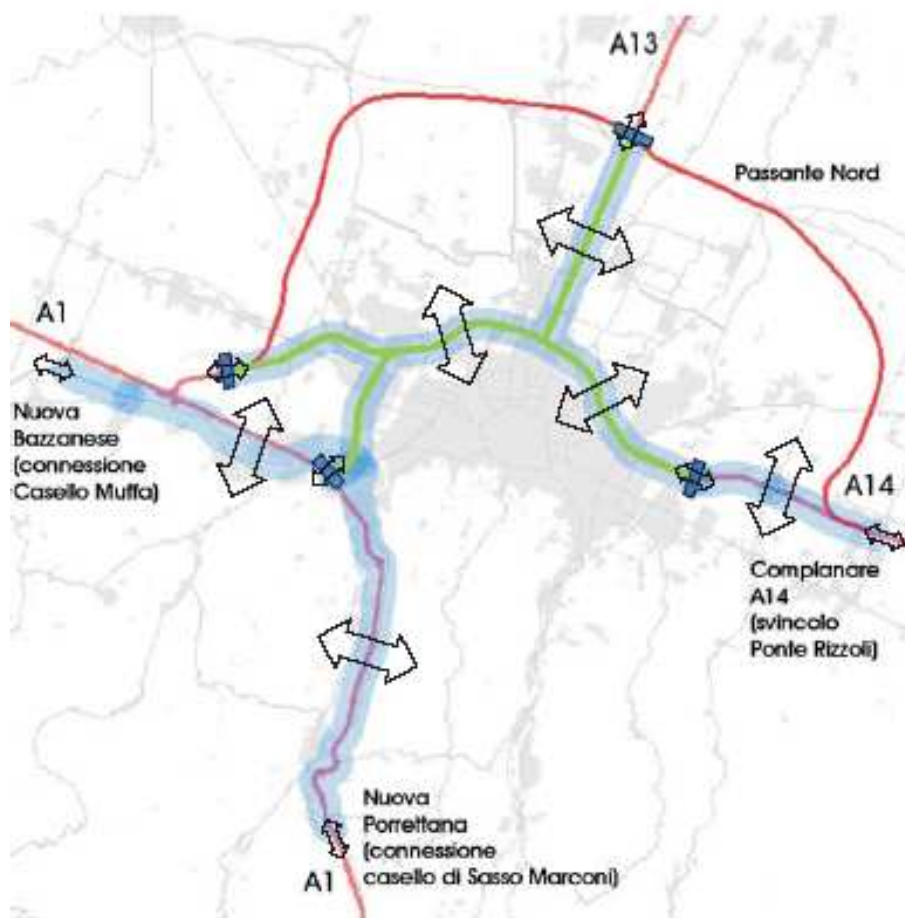 A13
Passante Nord
A1
Nuova
Bazzanese
(connessione
Casello Muffa)
A14
Complanare
A14
(svincolo
Ponte Rizzoli)
Nuova
Porrettana
(connessione
casello di Sasso Marconi)
A1